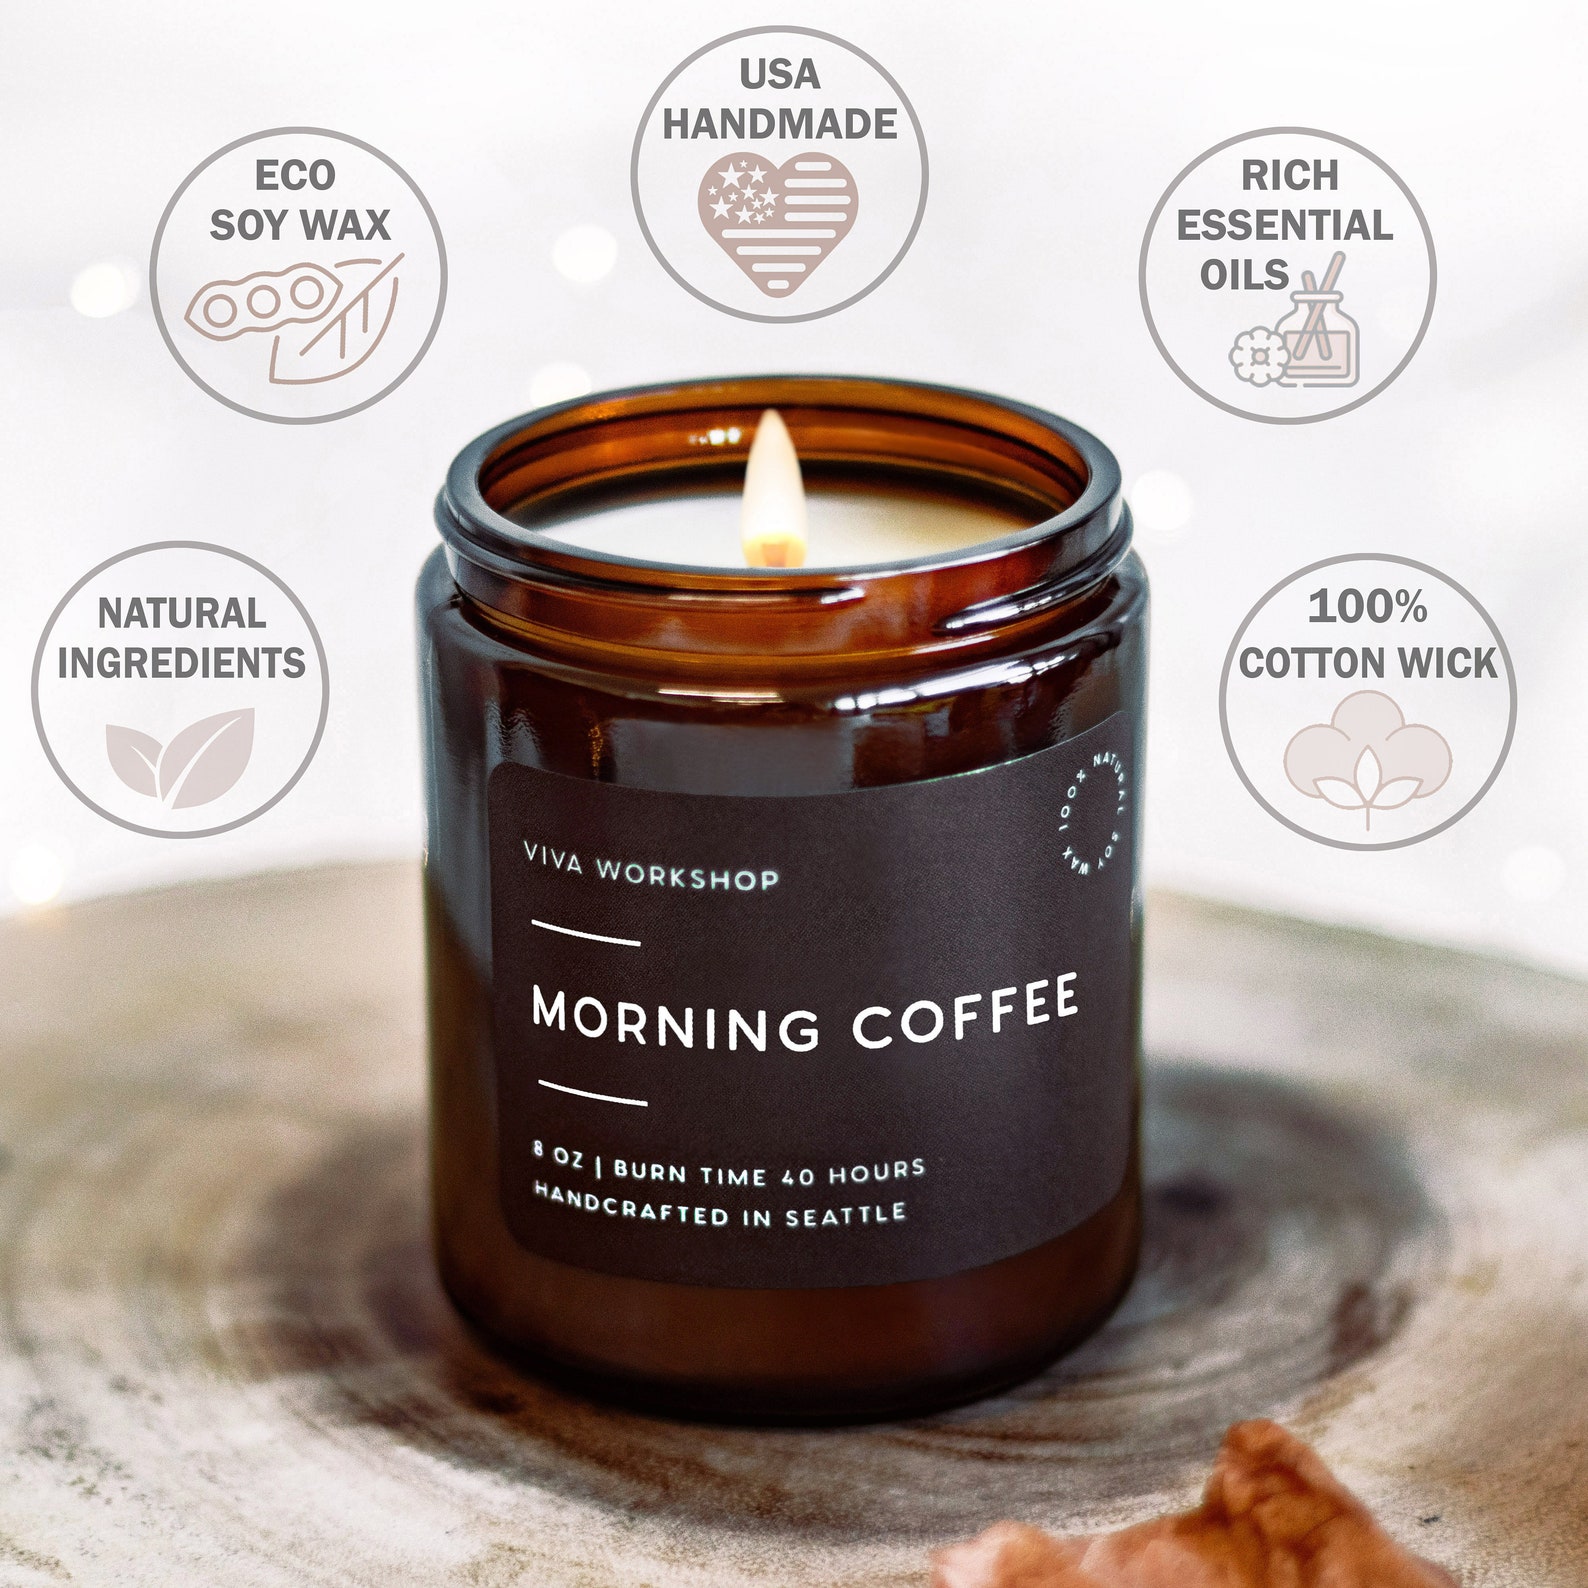 USA
HANDMADE
ECO
SOY WAX
RICH
ESSENTIAL
OILS
NATURAL
INGREDIENTS
100%
COTTON WICK
100% NATURAL SOY WAX
VIVA WORKSHOP
MORNING COFFEE
8 OZ | BURN TIME 40 HOURS
HANDCRAFTED IN SEATTLE